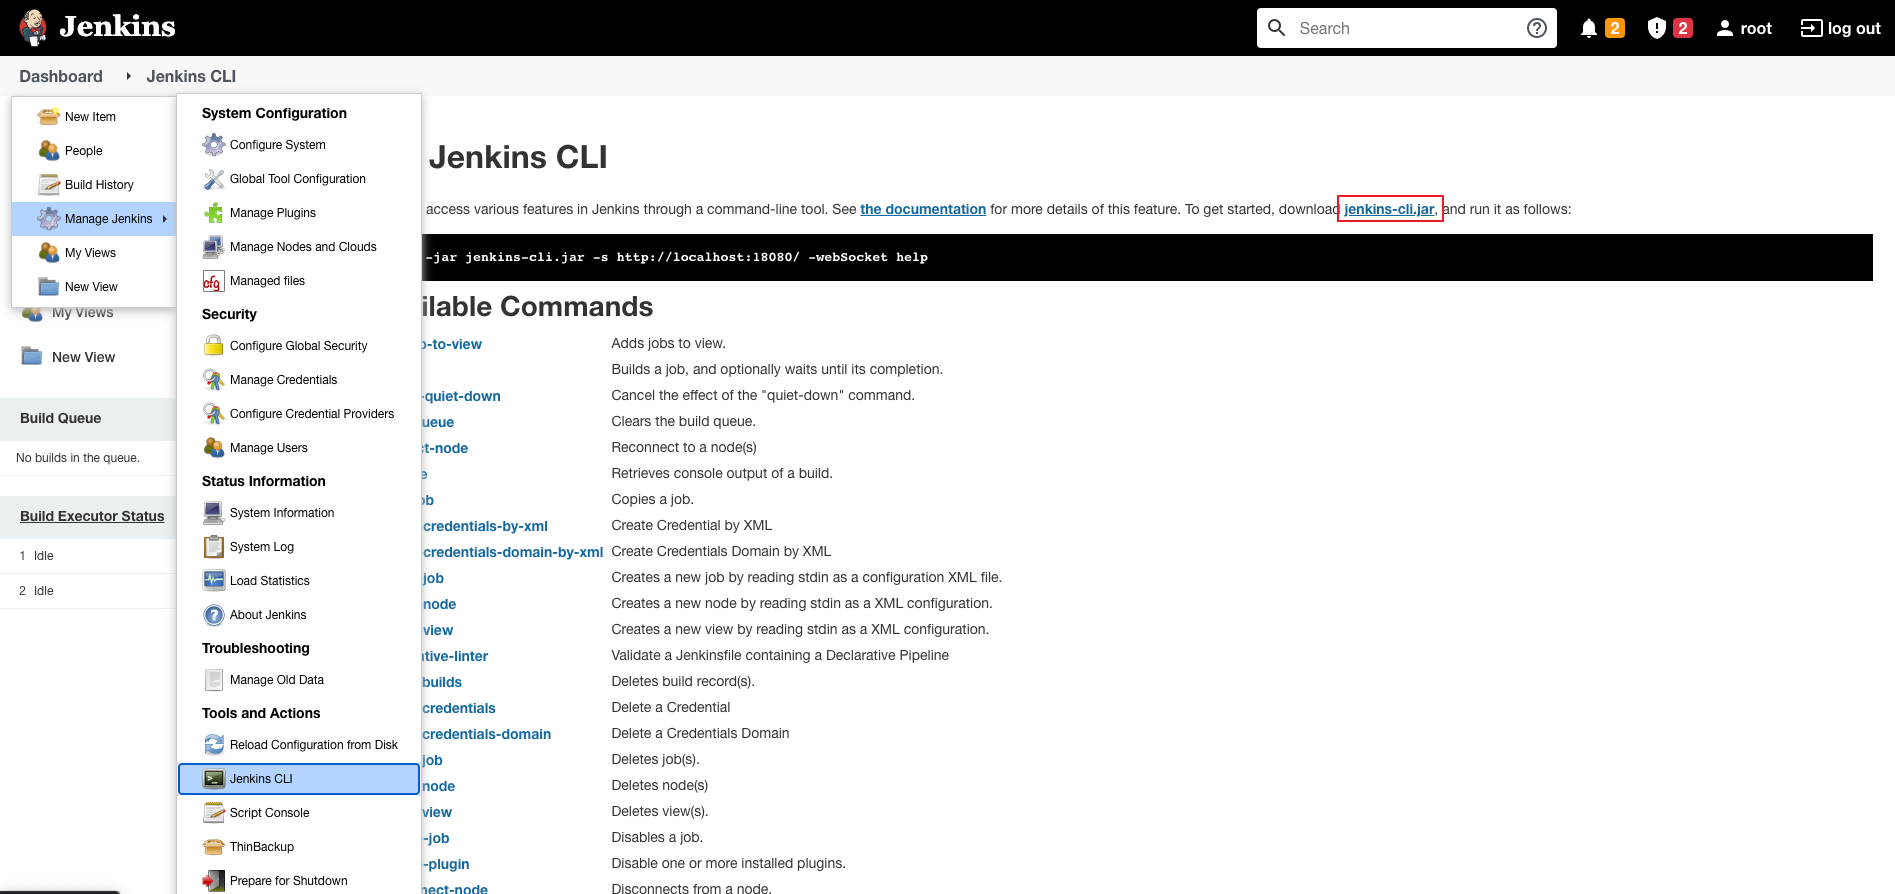 Jenkins
Search
2
2
root
log out
Dashboard
Jenkins CLI
New Item
People
Build History
Manage Jenkins
My Views
New View
My Views
New View
Build Queue
No builds in the queue.
Build Executor Status
1 Idle
2 Idle
System Configuration
Configure System
Global Tool Configuration
Manage Plugins
Manage Nodes and Clouds
cfg Managed files
Security
Configure Global Security
Manage Credentials
Configure Credential Providers
Manage Users
Status Information
System Information
System Log
Load Statistics
About Jenkins
Troubleshooting
Manage Old Data
Tools and Actions
Reload Configuration from Disk
Jenkins CLI
Script Console
ThinBackup
Prepare for Shutdown
Jenkins CLI
access various features in Jenkins through a command-line tool. See the documentation for more details of this feature. To get started, download jenkins-cli.jar, and run it as follows:
-jar jenkins-cli.jar -s http://localhost:18080/ -webSocket help
ilable Commands
-to-view Adds jobs to view.
Builds a job, and optionally waits until its completion.
-quiet-down Cancel the effect of the "quiet-down" command.
ueue Clears the build queue.
ct-node Reconnect to a node(s)
e Retrieves console output of a build.
ob Copies a job.
credentials-by-xml Create Credential by XML
credentials-domain-by-xml Create Credentials Domain by XML
job Creates a new job by reading stdin as a configuration XML file.
node Creates a new node by reading stdin as a XML configuration.
view Creates a new view by reading stdin as a XML configuration.
tive-linter Validate a Jenkinsfile containing a Declarative Pipeline
builds Deletes build record(s).
credentials Delete a Credential
credentials-domain Delete a Credentials Domain
job Deletes job(s).
node Deletes node(s)
view Deletes view(s).
-job Disables a job.
-plugin Disable one or more installed plugins.
nect-node Disconnects from a node.